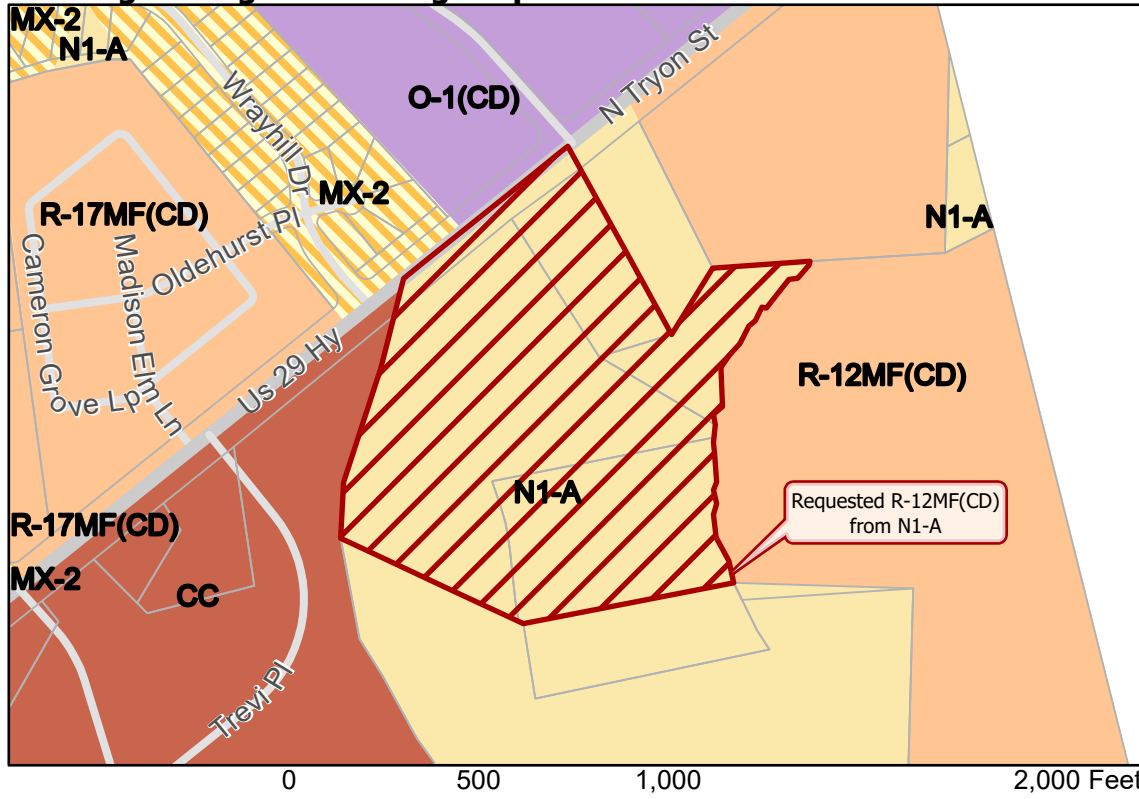 MX-2
N1-A
Wrayhill Dr
O-1(CD)
N Tryon St
MX-2
R-17MF(CD)
Oldehurst Pl
N1-A
Cameron Grove Lp
Madison Elm Ln
Us 29 Hy
R-12MF(CD)
N1-A
Requested R-12MF(CD)
from N1-A
R-17MF(CD)
MX-2
CC
Trevi Pl
0 500 1,000 2,000 Feet